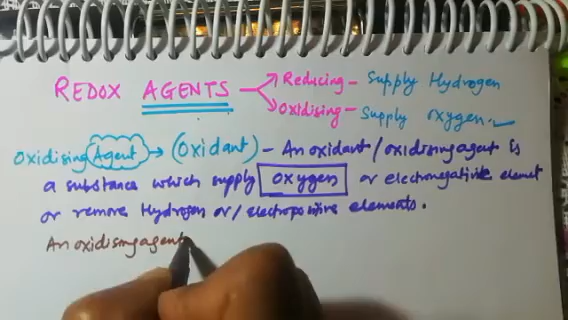 REDOX AGENTS → Reducing - Supply Hydrogen
→ Oxidising - Supply oxygen.
Oxidising Agent → (Oxidant) - An oxidant / oxidising agent is
a substance which supply oxygen or electronegative element
or remove Hydrogen or / electropositive elements.
An oxidising agent